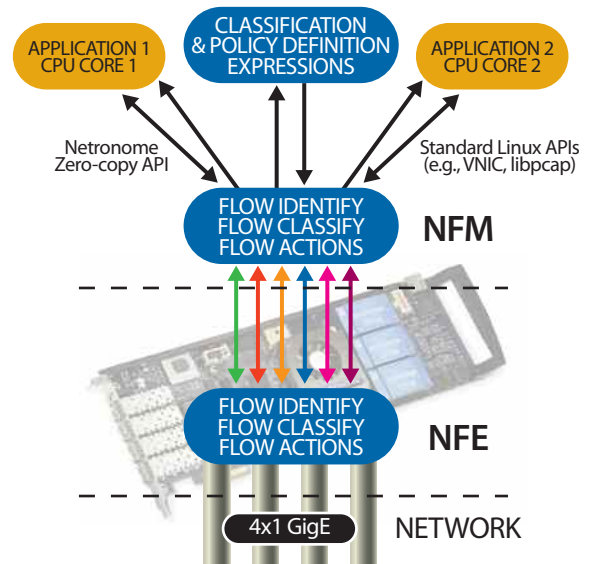 APPLICATION 1
CPU CORE 1
CLASSIFICATION
& POLICY DEFINITION
EXPRESSIONS
APPLICATION 2
CPU CORE 2
Netronome
Zero-copy API
Standard Linux APIs
(e.g., VNIC, libpcap)
FLOW IDENTIFY
FLOW CLASSIFY
FLOW ACTIONS
NFM
FLOW IDENTIFY
FLOW CLASSIFY
FLOW ACTIONS
NFE
4x1 GigE
NETWORK